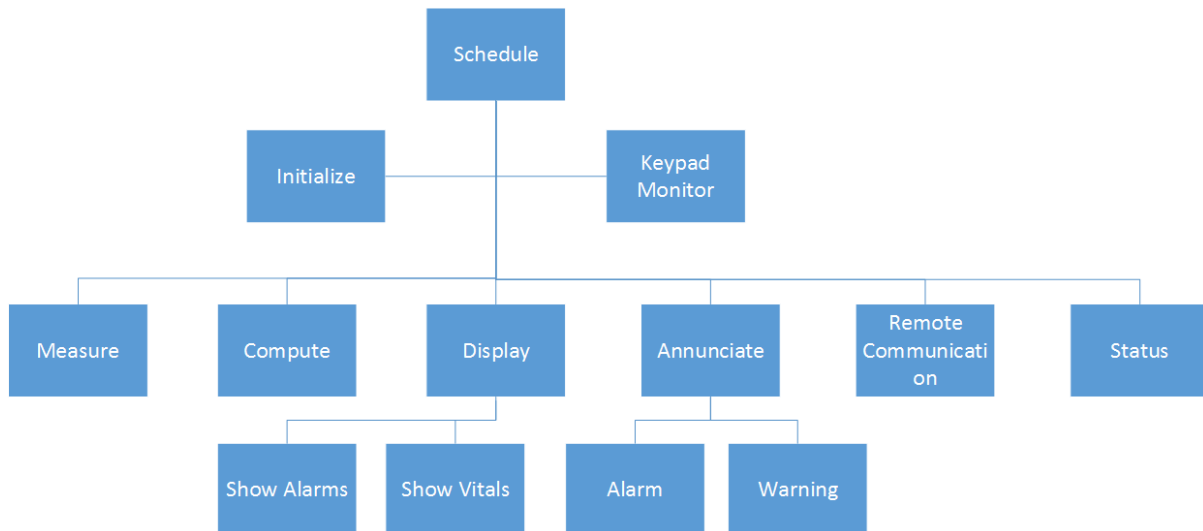 Schedule
Initialize
Keypad
Monitor
Measure
Compute
Display
Annunciate
Remote
Communicati
on
Status
Show Alarms
Show Vitals
Alarm
Warning